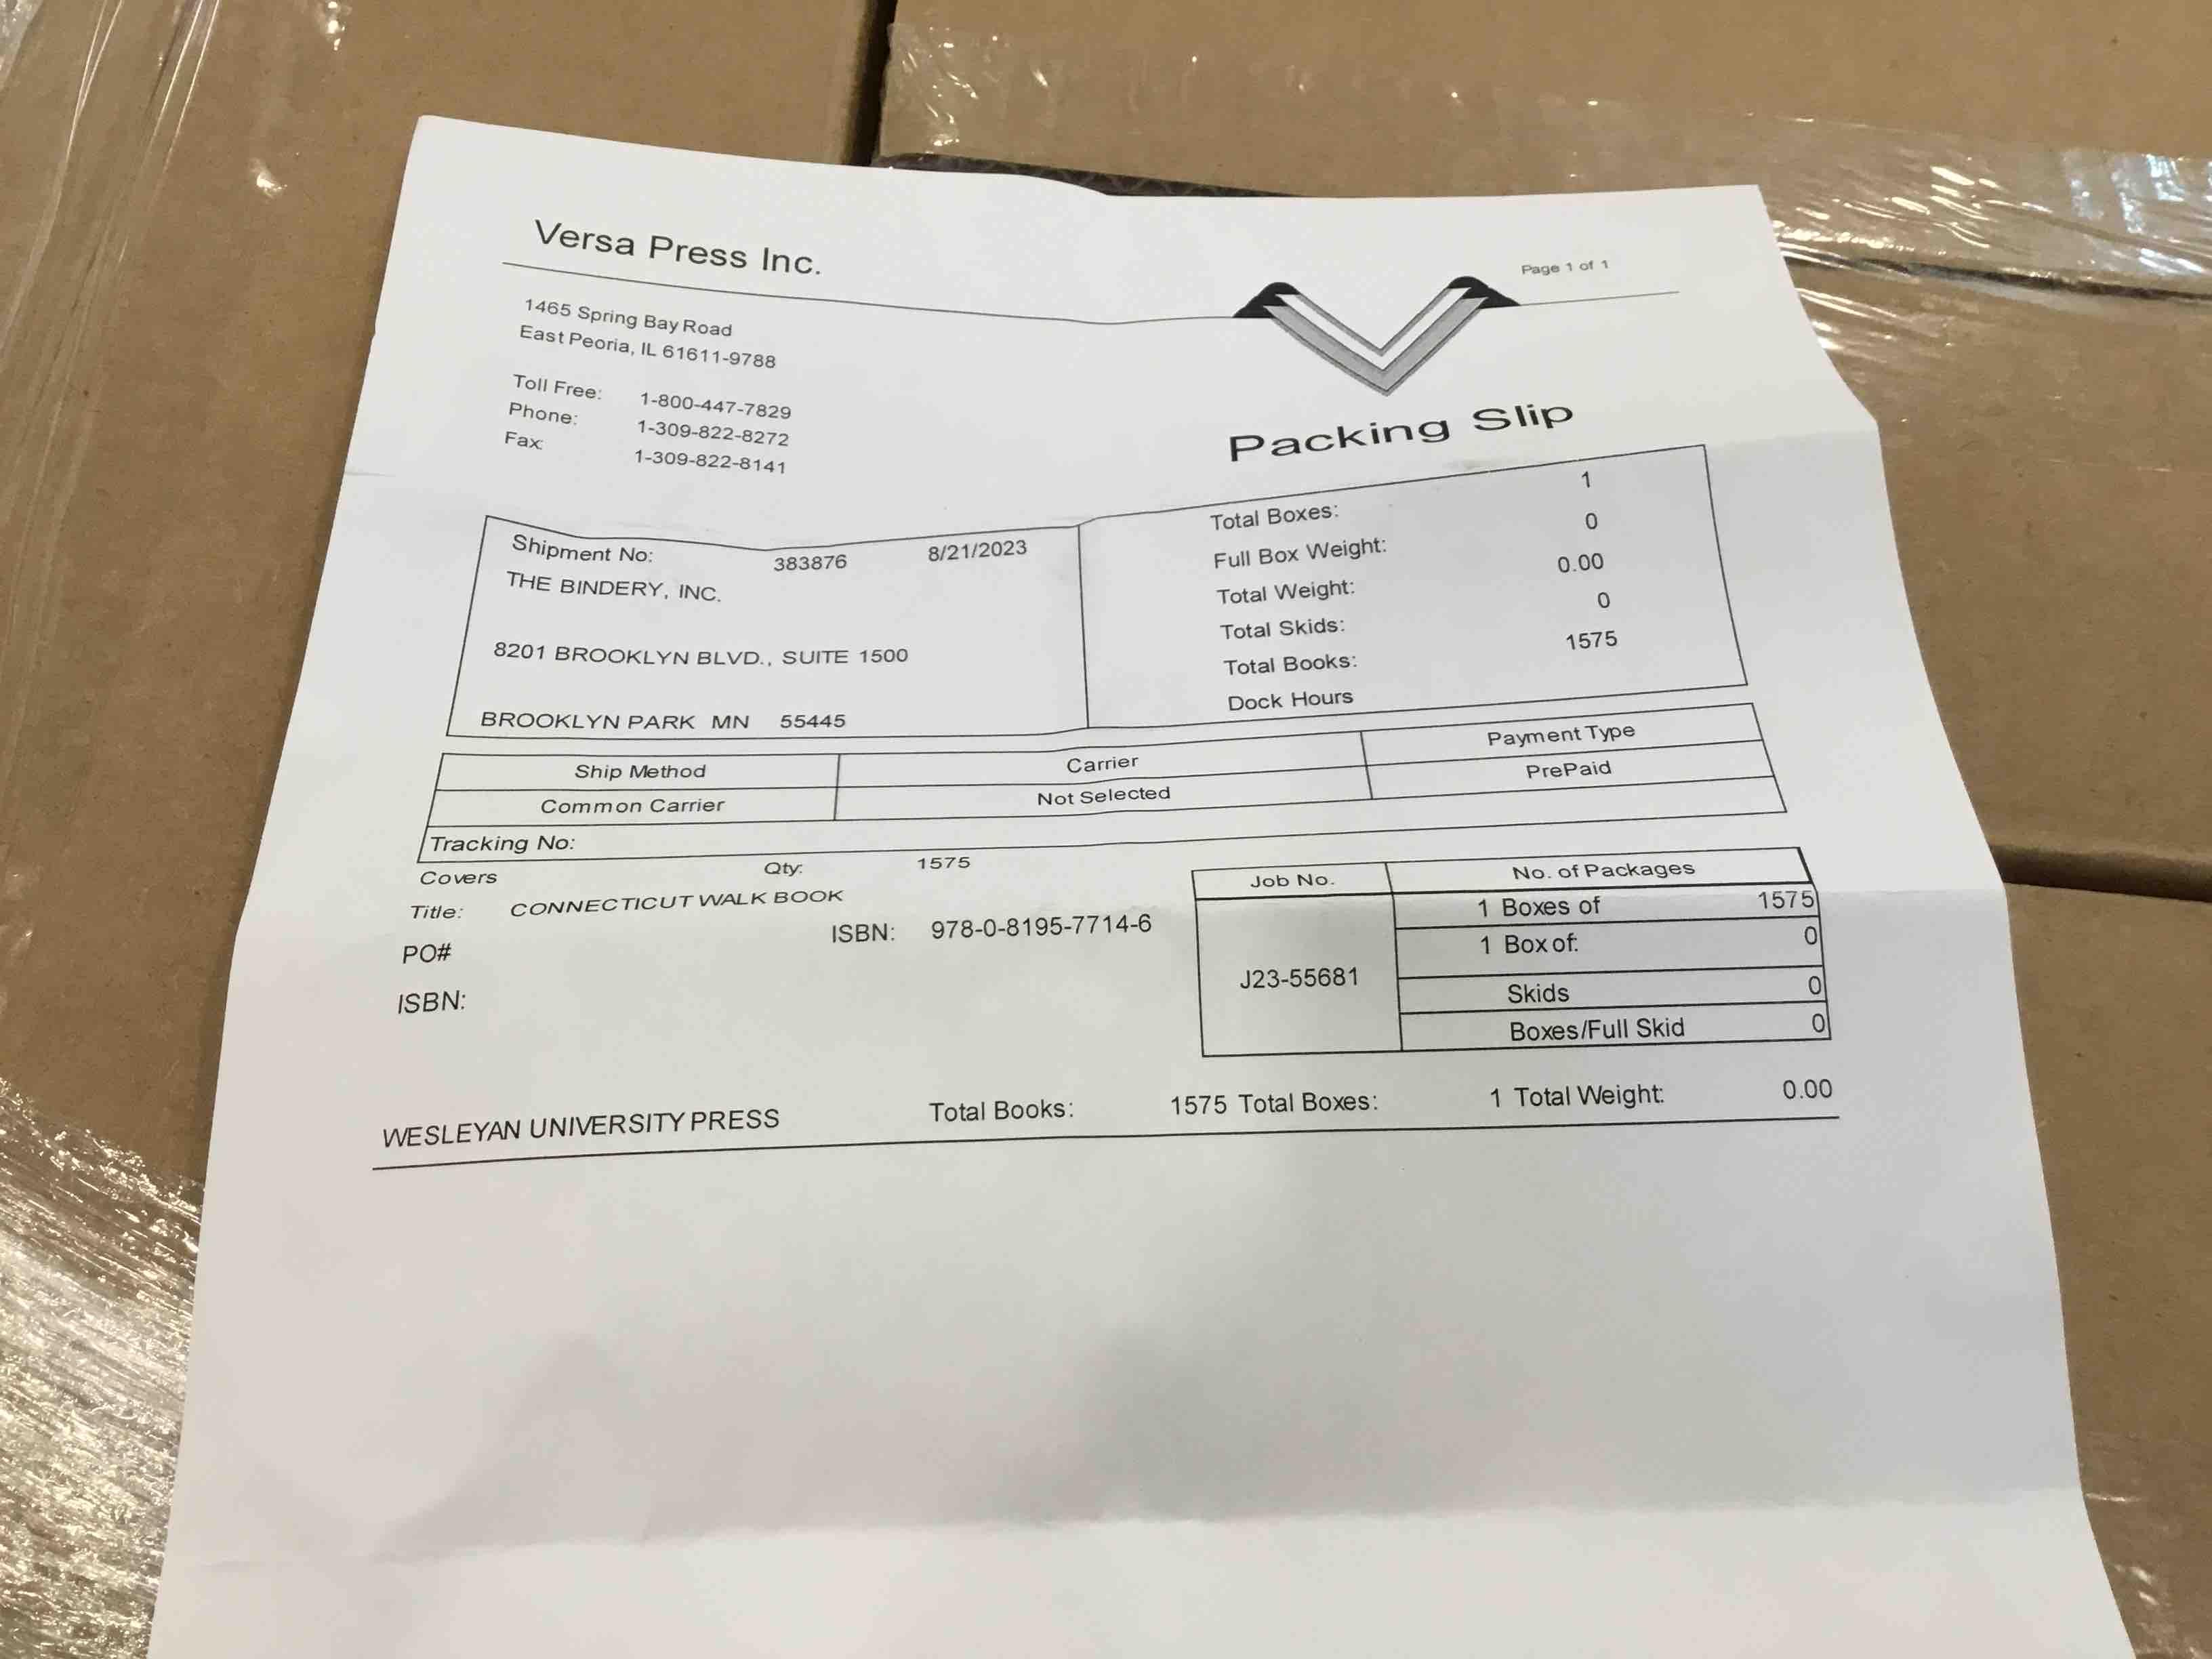 Versa Press Inc.
Page 1 of 1
1465 Spring Bay Road
East Peoria, IL 61611-9788
Toll Free: 1-800-447-7829
Phone: 1-309-822-8272
Fax: 1-309-822-8141
Packing Slip
Shipment No: 383876 8/21/2023
THE BINDERY, INC.
8201 BROOKLYN BLVD., SUITE 1500
BROOKLYN PARK MN 55445
Total Boxes: 1
Full Box Weight: 0
Total Weight: 0.00
Total Skids: 0
Total Books: 1575
Dock Hours
Ship Method Carrier Payment Type
Common Carrier Not Selected PrePaid
Tracking No:
Covers Qty: 1575
Title: CONNECTICUT WALK BOOK
PO# ISBN: 978-0-8195-7714-6
ISBN:
Job No. No. of Packages
J23-55681
1 Boxes of 1575
1 Box of: 0
Skids 0
Boxes/Full Skid 0
WESLEYAN UNIVERSITY PRESS Total Books: 1575 Total Boxes: 1 Total Weight: 0.00